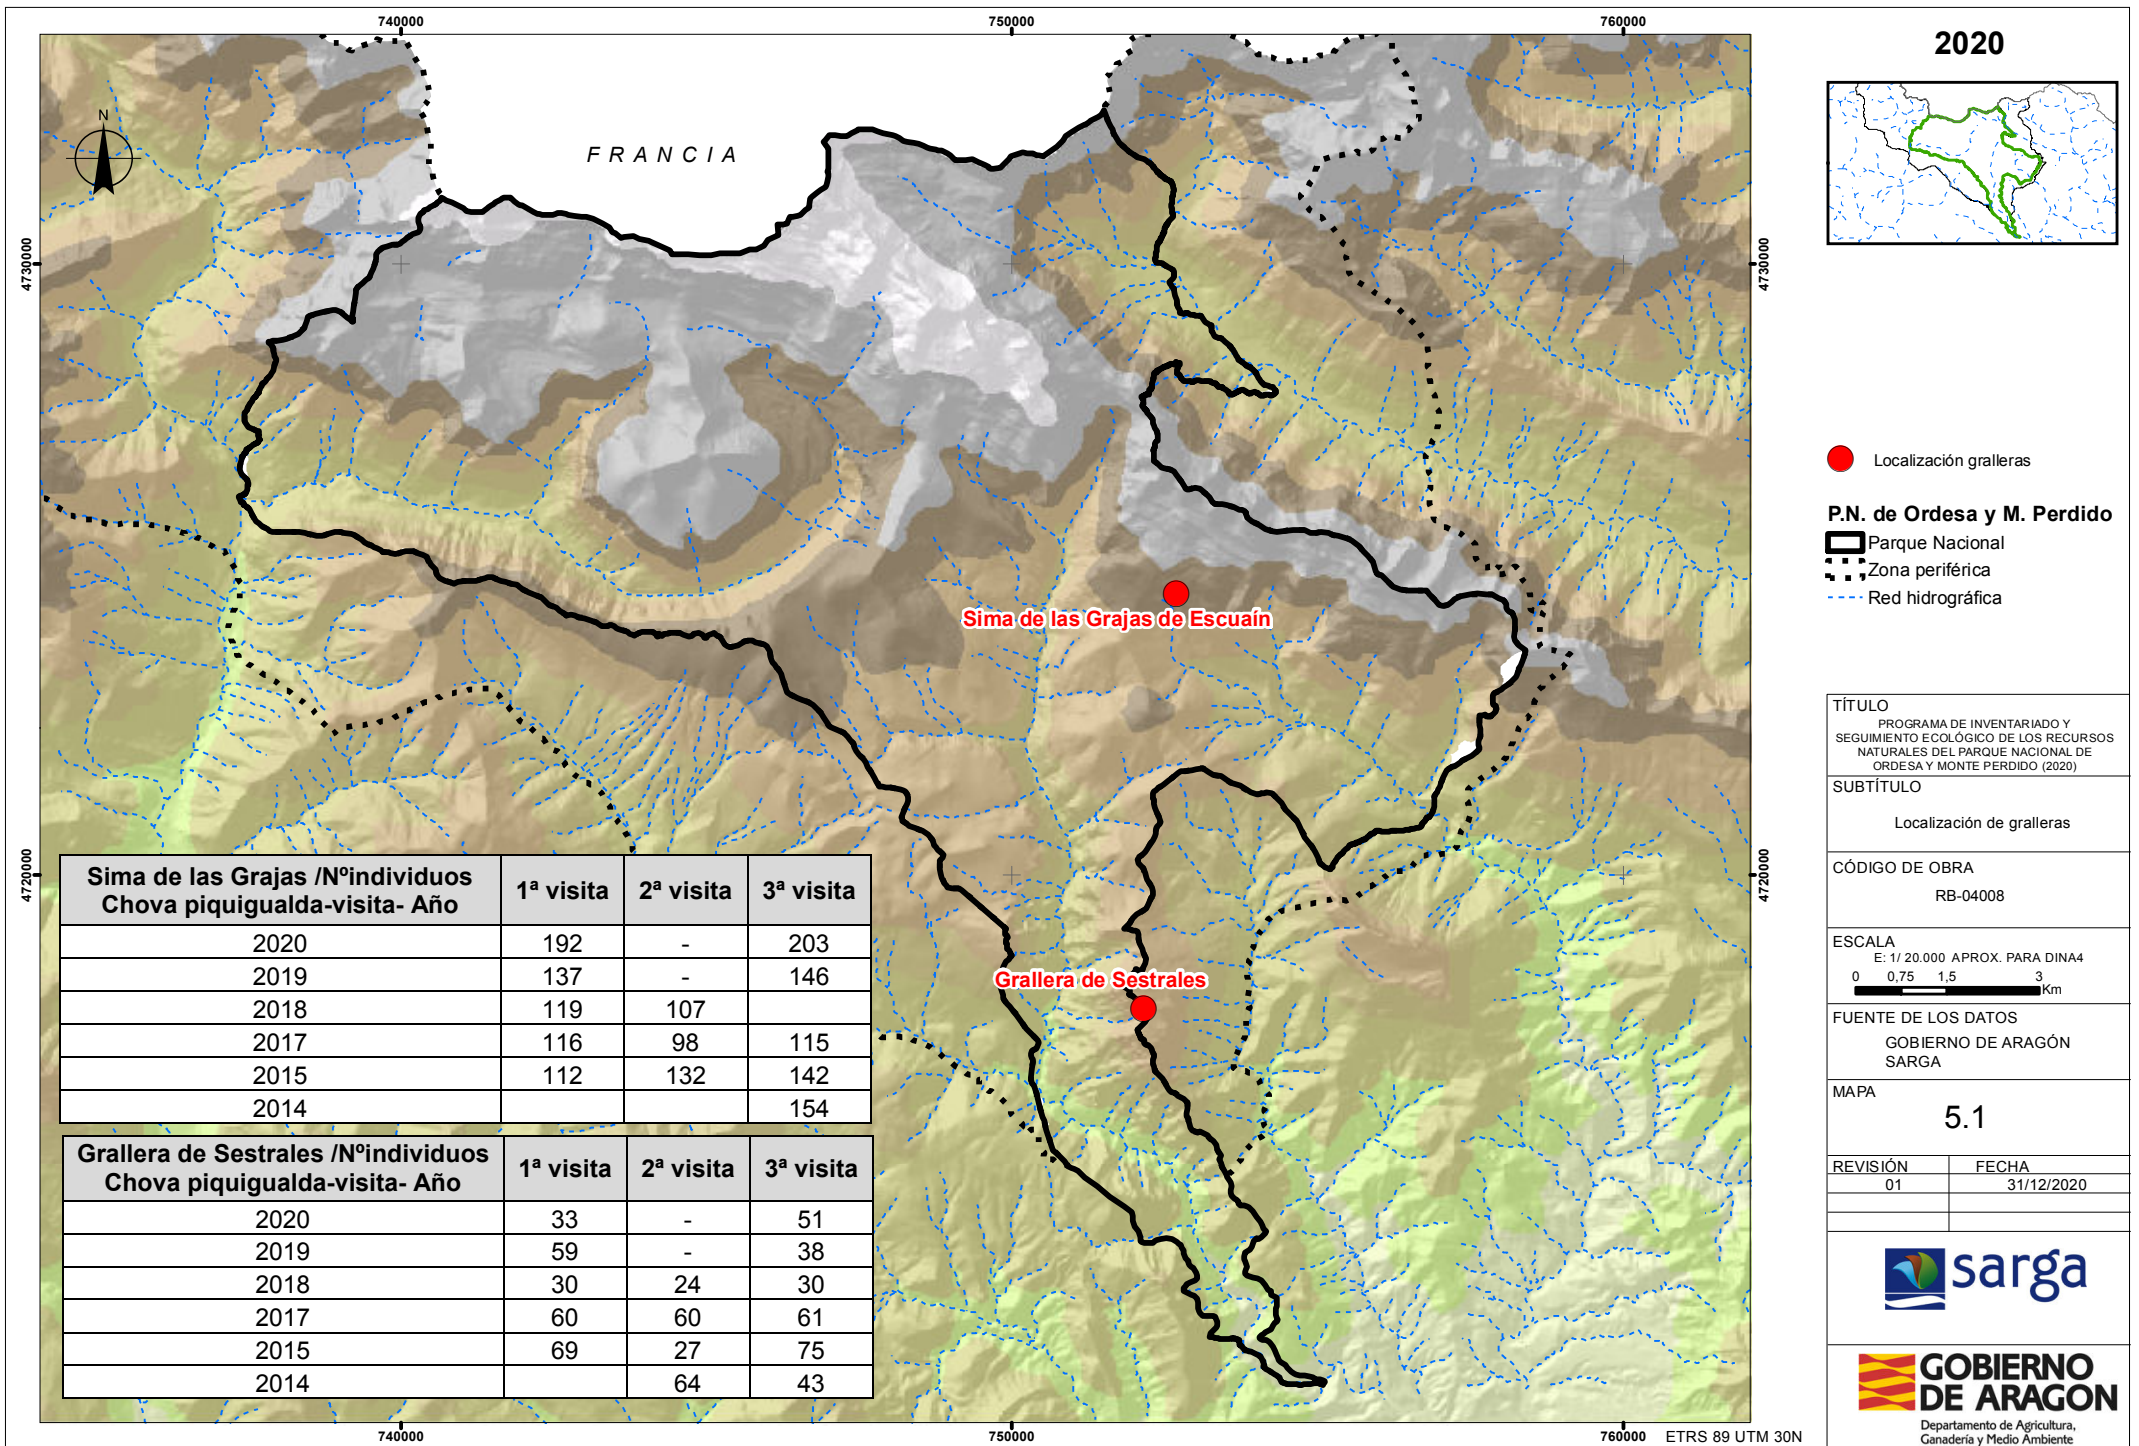 740000
750000
760000
4730000
4730000
4720000
4720000
N
FRANCIA
Sima de las Grajas de Escuaín
Grallera de Sestrales
Sima de las Grajas /Nºindividuos
Chova piquigualda-visita- Año
1ª visita
2ª visita
3ª visita
2020 192 - 203
2019 137 - 146
2018 119 107
2017 116 98 115
2015 112 132 142
2014 154
Grallera de Sestrales /Nºindividuos
Chova piquigualda-visita- Año
1ª visita
2ª visita
3ª visita
2020 33 - 51
2019 59 - 38
2018 30 24 30
2017 60 60 61
2015 69 27 75
2014 64 43
740000
750000
760000
ETRS 89 UTM 30N
2020
Localización gralleras
P.N. de Ordesa y M. Perdido
Parque Nacional
Zona periférica
Red hidrográfica
TÍTULO
PROGRAMA DE INVENTARIADO Y
SEGUIMIENTO ECOLÓGICO DE LOS RECURSOS
NATURALES DEL PARQUE NACIONAL DE
ORDESA Y MONTE PERDIDO (2020)
SUBTÍTULO
Localización de gralleras
CÓDIGO DE OBRA
RB-04008
ESCALA
E: 1/ 20.000 APROX. PARA DINA4
0 0,75 1,5 3
Km
FUENTE DE LOS DATOS
GOBIERNO DE ARAGÓN
SARGA
MAPA
5.1
REVISIÓN FECHA
01 31/12/2020
sarga
GOBIERNO
DE ARAGON
Departamento de Agricultura,
Ganadería y Medio Ambiente